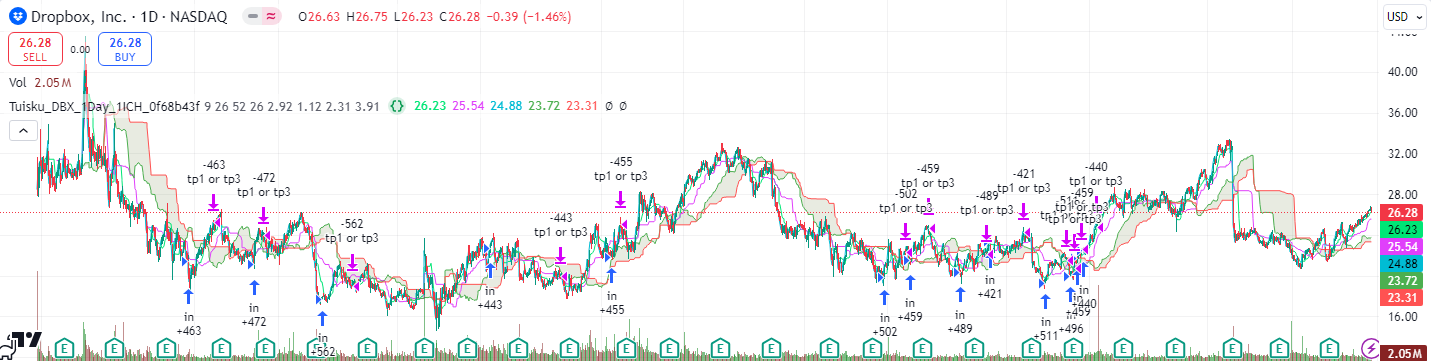 Dropbox, Inc. · 1D · NASDAQ
O26.63 H26.75 L26.23 C26.28 −0.39 (−1.46%)
USD
26.28
SELL
0.00
26.28
BUY
Vol 2.05M
Tuisku_DBX_1Day_1ICH_0f68b43f 9 26 52 26 2.92 1.12 2.31 3.91 {} 26.23 25.54 24.88 23.72 23.31 Ø Ø
40.00
36.00
32.00
28.00
26.28
26.23
25.54
24.88
23.72
23.31
16.00
2.05M
-463
tp1 or tp3
-472
tp1 or tp3
-562
tp1 or tp3
-443
tp1 or tp3
-455
tp1 or tp3
-502
tp1 or tp3
-459
tp1 or tp3
-489
tp1 or tp3
-421
tp1 or tp3
-459
-440
tp1 or tp3
in
+463
in
+472
in
+562
in
+443
in
+455
in
+502
in
+459
in
+489
in
+421
in
+511
in
+496
in
+459
+440
E E E E E E E E E E E E E E E E E E E E E E E E E E